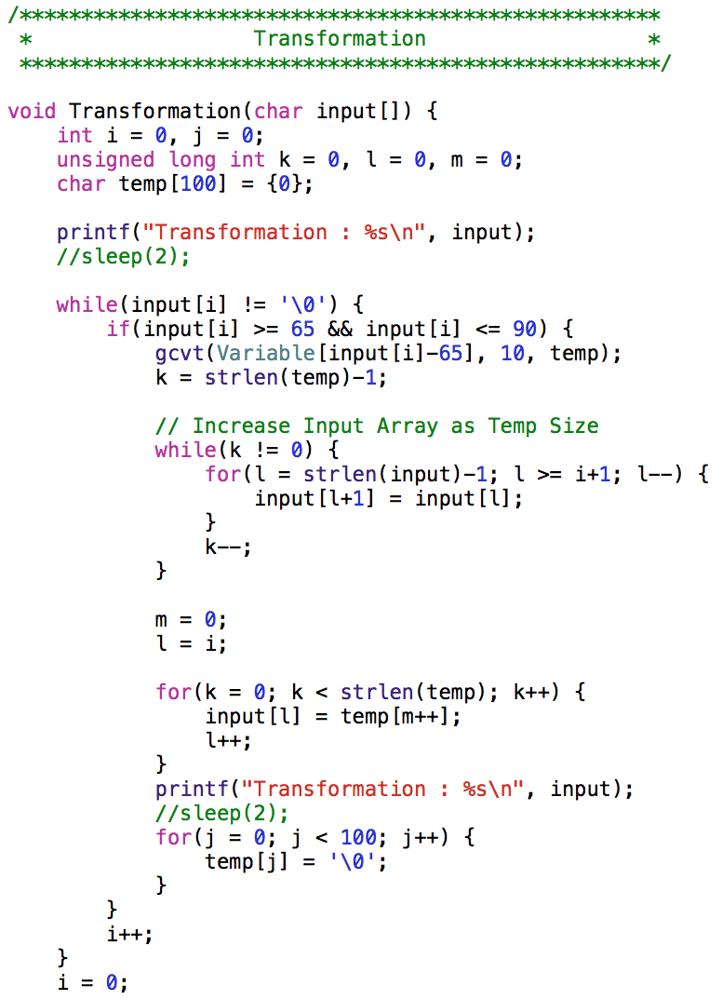 /****************************************************
 *                  Transformation                  *
 ****************************************************/

void Transformation(char input[]) {
    int i = 0, j = 0;
    unsigned long int k = 0, l = 0, m = 0;
    char temp[100] = {0};

    printf("Transformation : %s\n", input);
    //sleep(2);

    while(input[i] != '\0') {
        if(input[i] >= 65 && input[i] <= 90) {
            gcvt(Variable[input[i]-65], 10, temp);
            k = strlen(temp)-1;

            // Increase Input Array as Temp Size
            while(k != 0) {
                for(l = strlen(input)-1; l >= i+1; l--) {
                    input[l+1] = input[l];
                }
                k--;
            }

            m = 0;
            l = i;

            for(k = 0; k < strlen(temp); k++) {
                input[l] = temp[m++];
                l++;
            }
            printf("Transformation : %s\n", input);
            //sleep(2);
            for(j = 0; j < 100; j++) {
                temp[j] = '\0';
            }
        }
        i++;
    }
    i = 0;